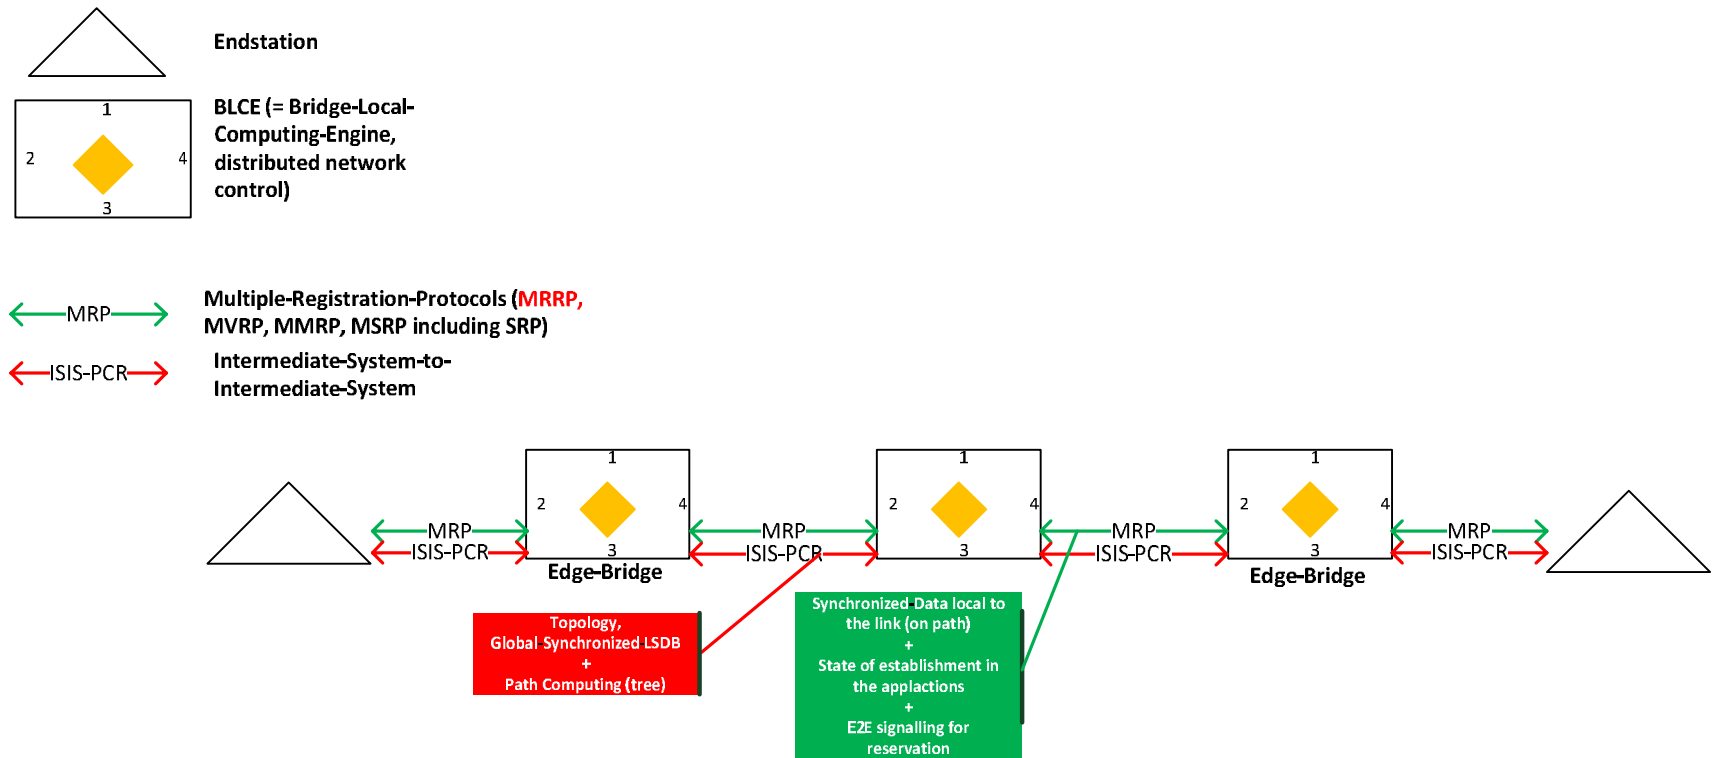 Endstation
1
2
4
3
BLCE (= Bridge-Local-
Computing-Engine,
distributed network
control)
MRP
Multiple-Registration-Protocols (MRRP,
MVRP, MMRP, MSRP including SRP)
ISIS-PCR
Intermediate-System-to-
Intermediate-System
1
2
4
3
Edge-Bridge
1
2
4
3
1
2
4
3
Edge-Bridge
MRP
ISIS-PCR
MRP
ISIS-PCR
MRP
ISIS-PCR
MRP
ISIS-PCR
Topology,
Global-Synchronized-LSDB
+
Path Computing (tree)
Synchronized-Data local to
the link (on path)
+
State of establishment in
the applactions
+
E2E signalling for
reservation